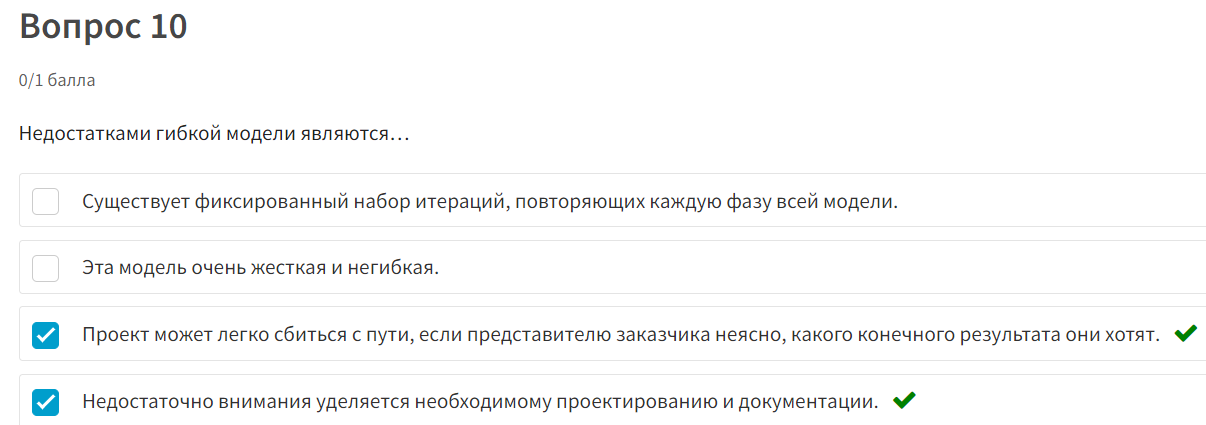 Вопрос 10
0/1 балла
Недостатками гибкой модели являются…
Существует фиксированный набор итераций, повторяющих каждую фазу всей модели.
Эта модель очень жесткая и негибкая.
Проект может легко сбиться с пути, если представителю заказчика неясно, какого конечного результата они хотят.
Недостаточно внимания уделяется необходимому проектированию и документации.